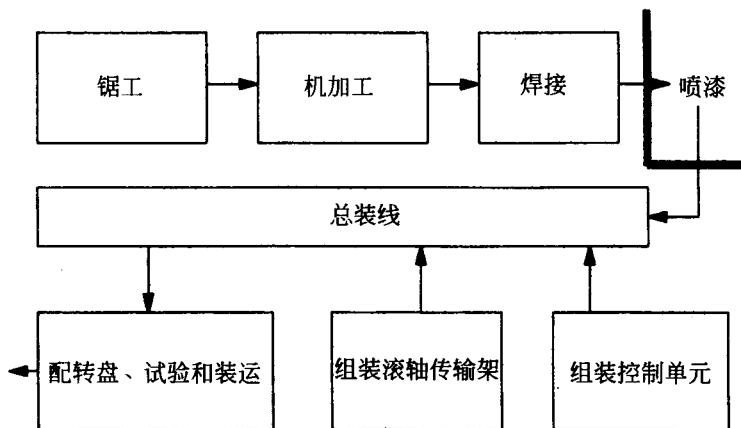 锯工
机加工
焊接
喷漆
总装线
配转盘、试验和装运
组装滚轴传输架
组装控制单元